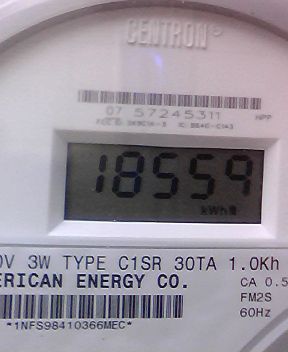 CENTRON®
07 57245311
HPP
18559
kWh
0V 3W TYPE C1SR 30TA 1.0Kh
ERICAN ENERGY CO.
CA 0.5
FM2S
60Hz
*1NFS98410366MEC*